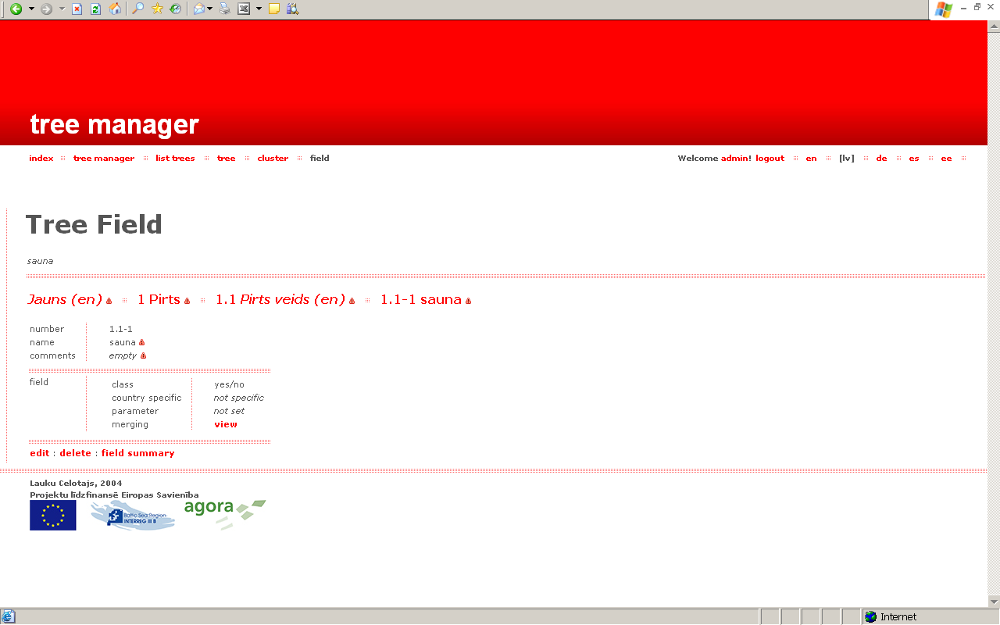 tree manager
index tree manager list trees tree cluster field Welcome admin! logout en [lv] de es ee
Tree Field
sauna
Jauns (en) 1 Pirts 1.1 Pirts veids (en) 1.1-1 sauna
number 1.1-1
name sauna
comments empty
field class yes/no
country specific not specific
parameter not set
merging view
edit : delete : field summary
Lauku Celotajs, 2004
Projektu līdzfinansē Eiropas Savienība
Baltic Sea Region
INTERREG III B
agora
Internet